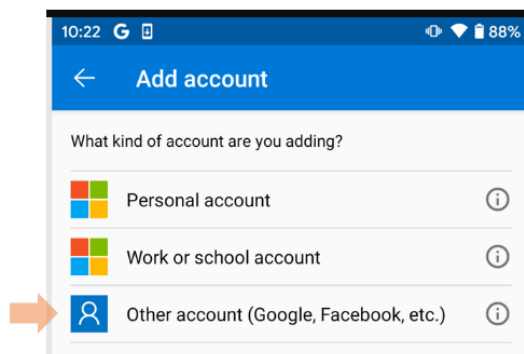 10:22 G 88%
Add account
What kind of account are you adding?
Personal account
Work or school account
Other account (Google, Facebook, etc.)